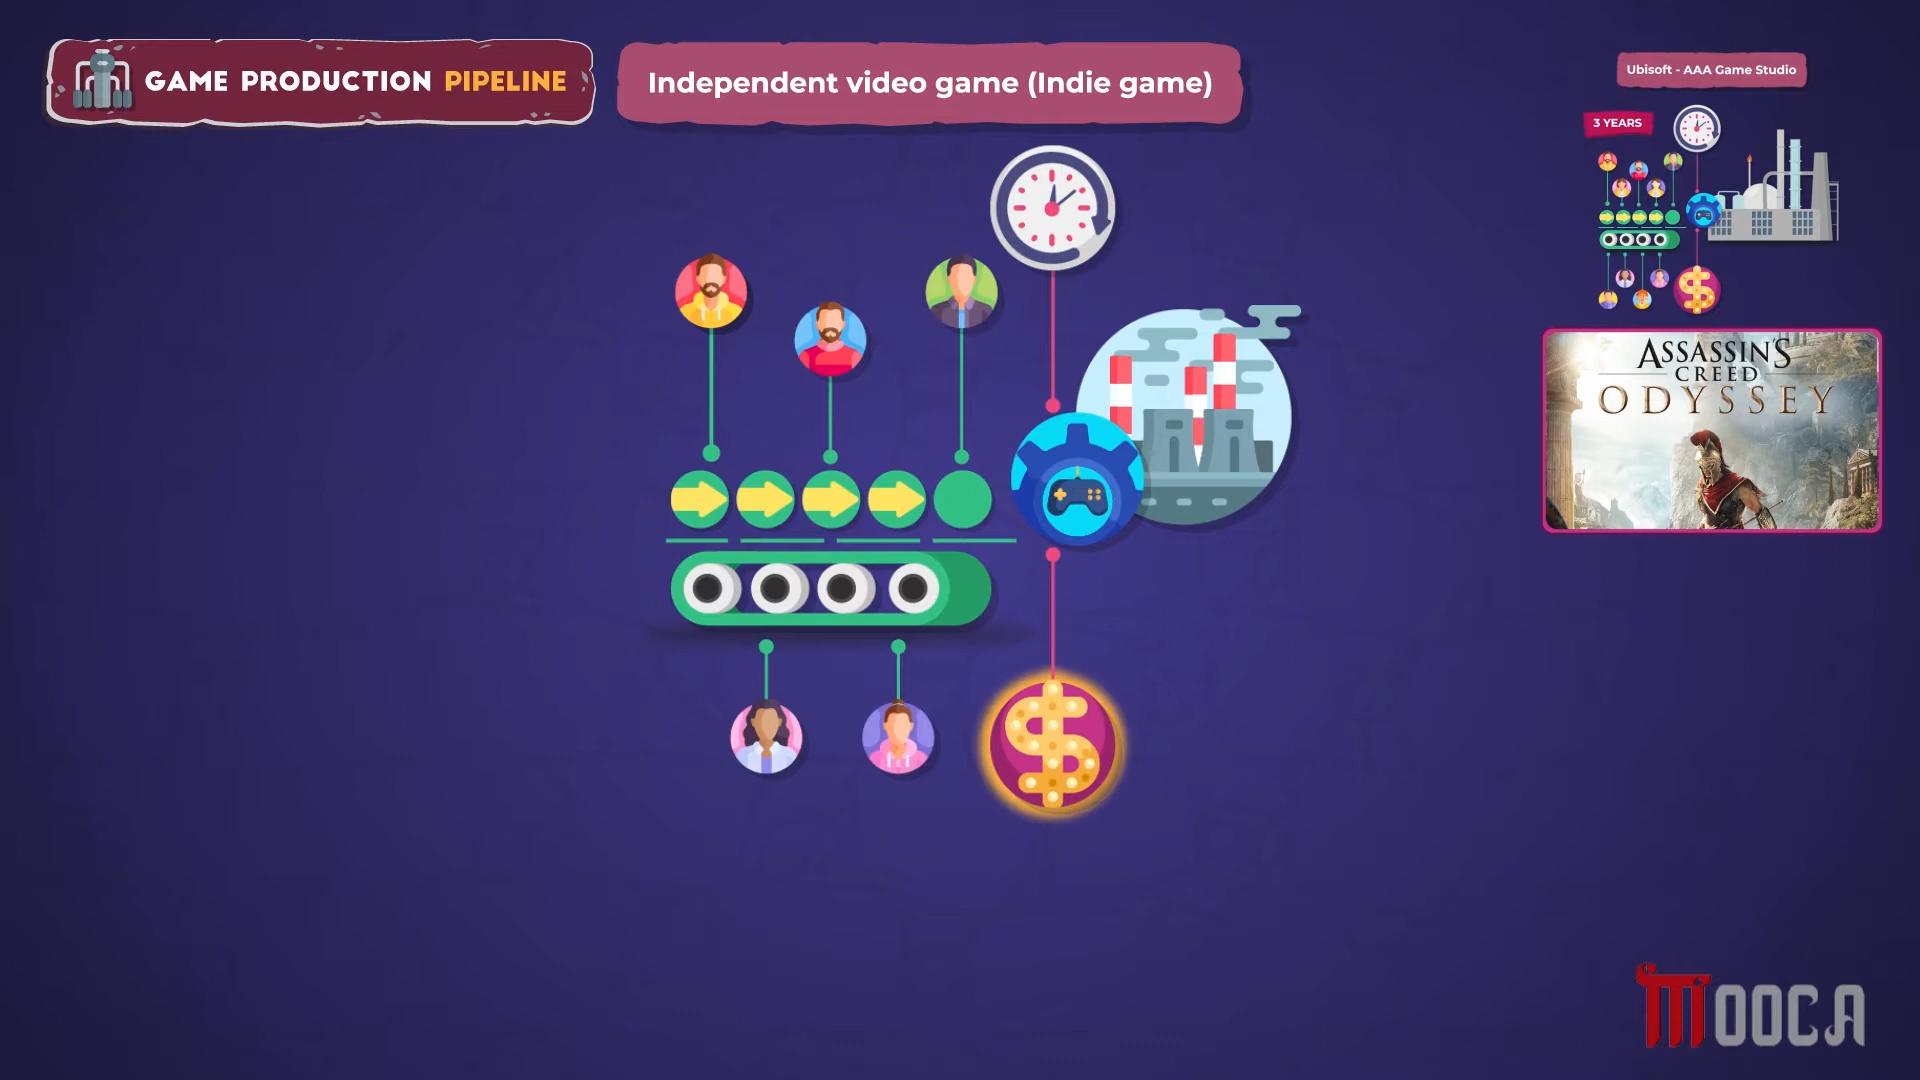 GAME PRODUCTION PIPELINE
Independent video game (Indie game)
Ubisoft - AAA Game Studio
3 YEARS
ASSASSIN'S
CREED
ODYSSEY
MOOCA